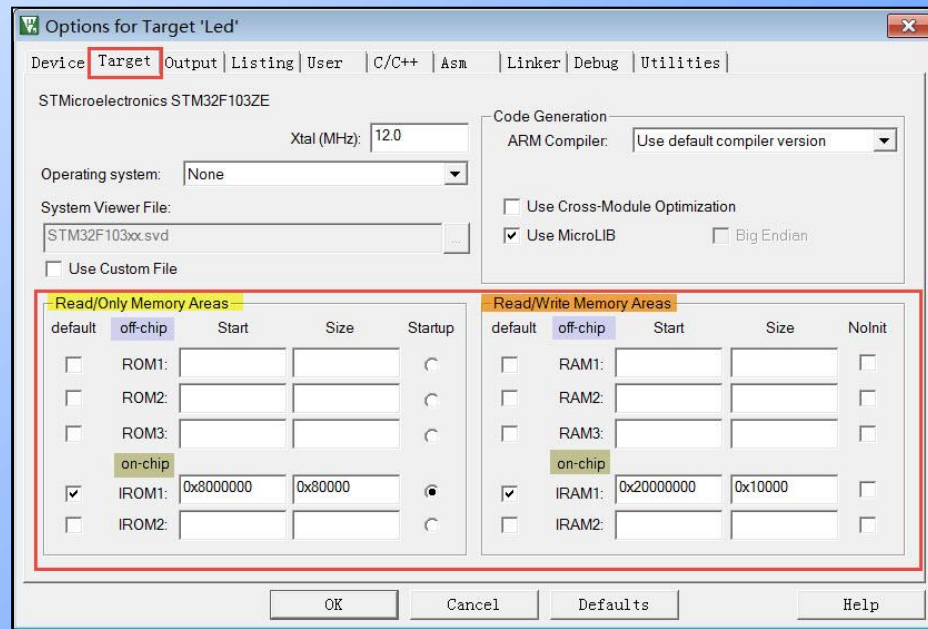 Options for Target 'Led'
Device Target Output Listing User C/C++ Asm Linker Debug Utilities
STMicroelectronics STM32F103ZE
Xtal (MHz): 12.0
Operating system: None
System Viewer File:
STM32F103xx.svd ...
Use Custom File
Code Generation
ARM Compiler: Use default compiler version
Use Cross-Module Optimization
Use MicroLIB Big Endian
Read/Only Memory Areas
default off-chip Start Size Startup
ROM1:
ROM2:
ROM3:
on-chip
IROM1: 0x8000000 0x80000
IROM2:
Read/Write Memory Areas
default off-chip Start Size NoInit
RAM1:
RAM2:
RAM3:
on-chip
IRAM1: 0x20000000 0x10000
IRAM2:
OK Cancel Defaults Help